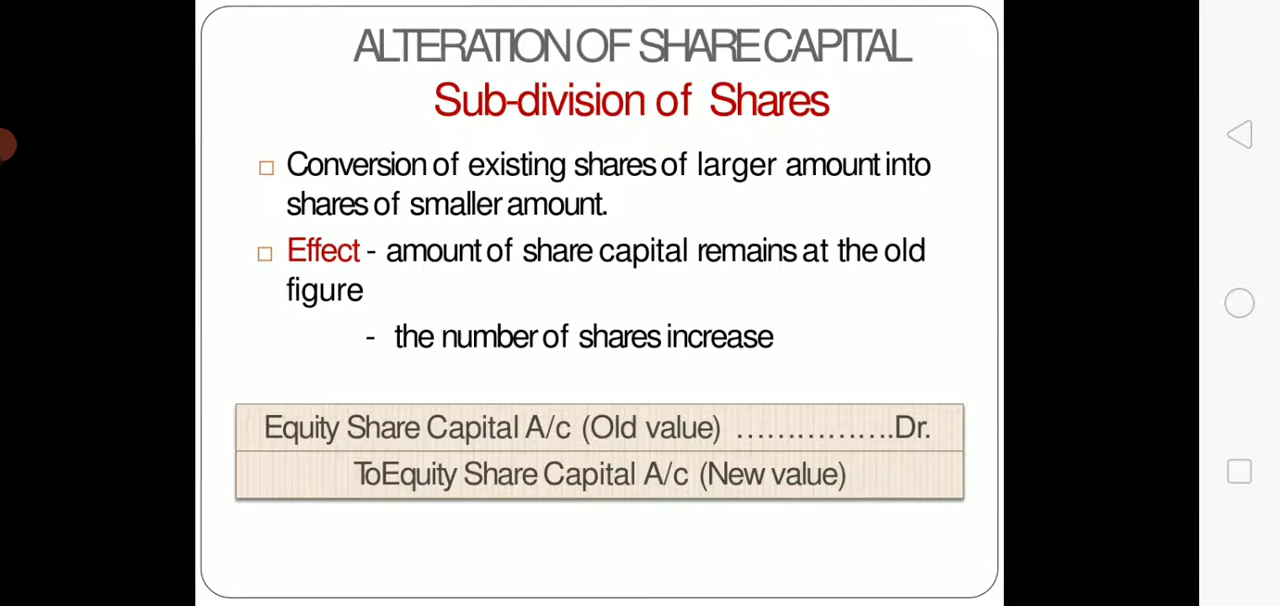 ALTERATION OF SHARE CAPITAL
Sub-division of Shares
Conversion of existing shares of larger amount into
shares of smaller amount.
Effect - amount of share capital remains at the old
figure
- the number of shares increase
Equity Share Capital A/c (Old value) ................Dr.
To Equity Share Capital A/c (New value)